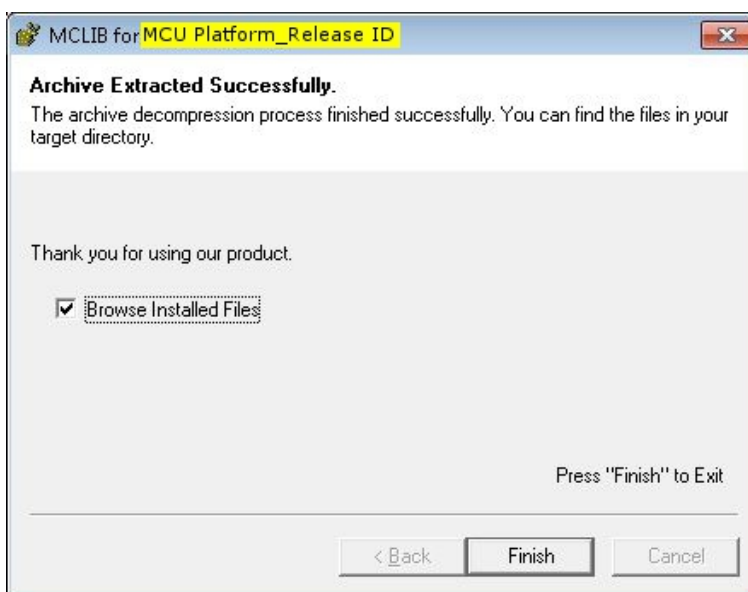 MCLIB for MCU Platform_Release ID
Archive Extracted Successfully.
The archive decompression process finished successfully. You can find the files in your
target directory.
Thank you for using our product.
Browse Installed Files
Press "Finish" to Exit
< Back Finish Cancel